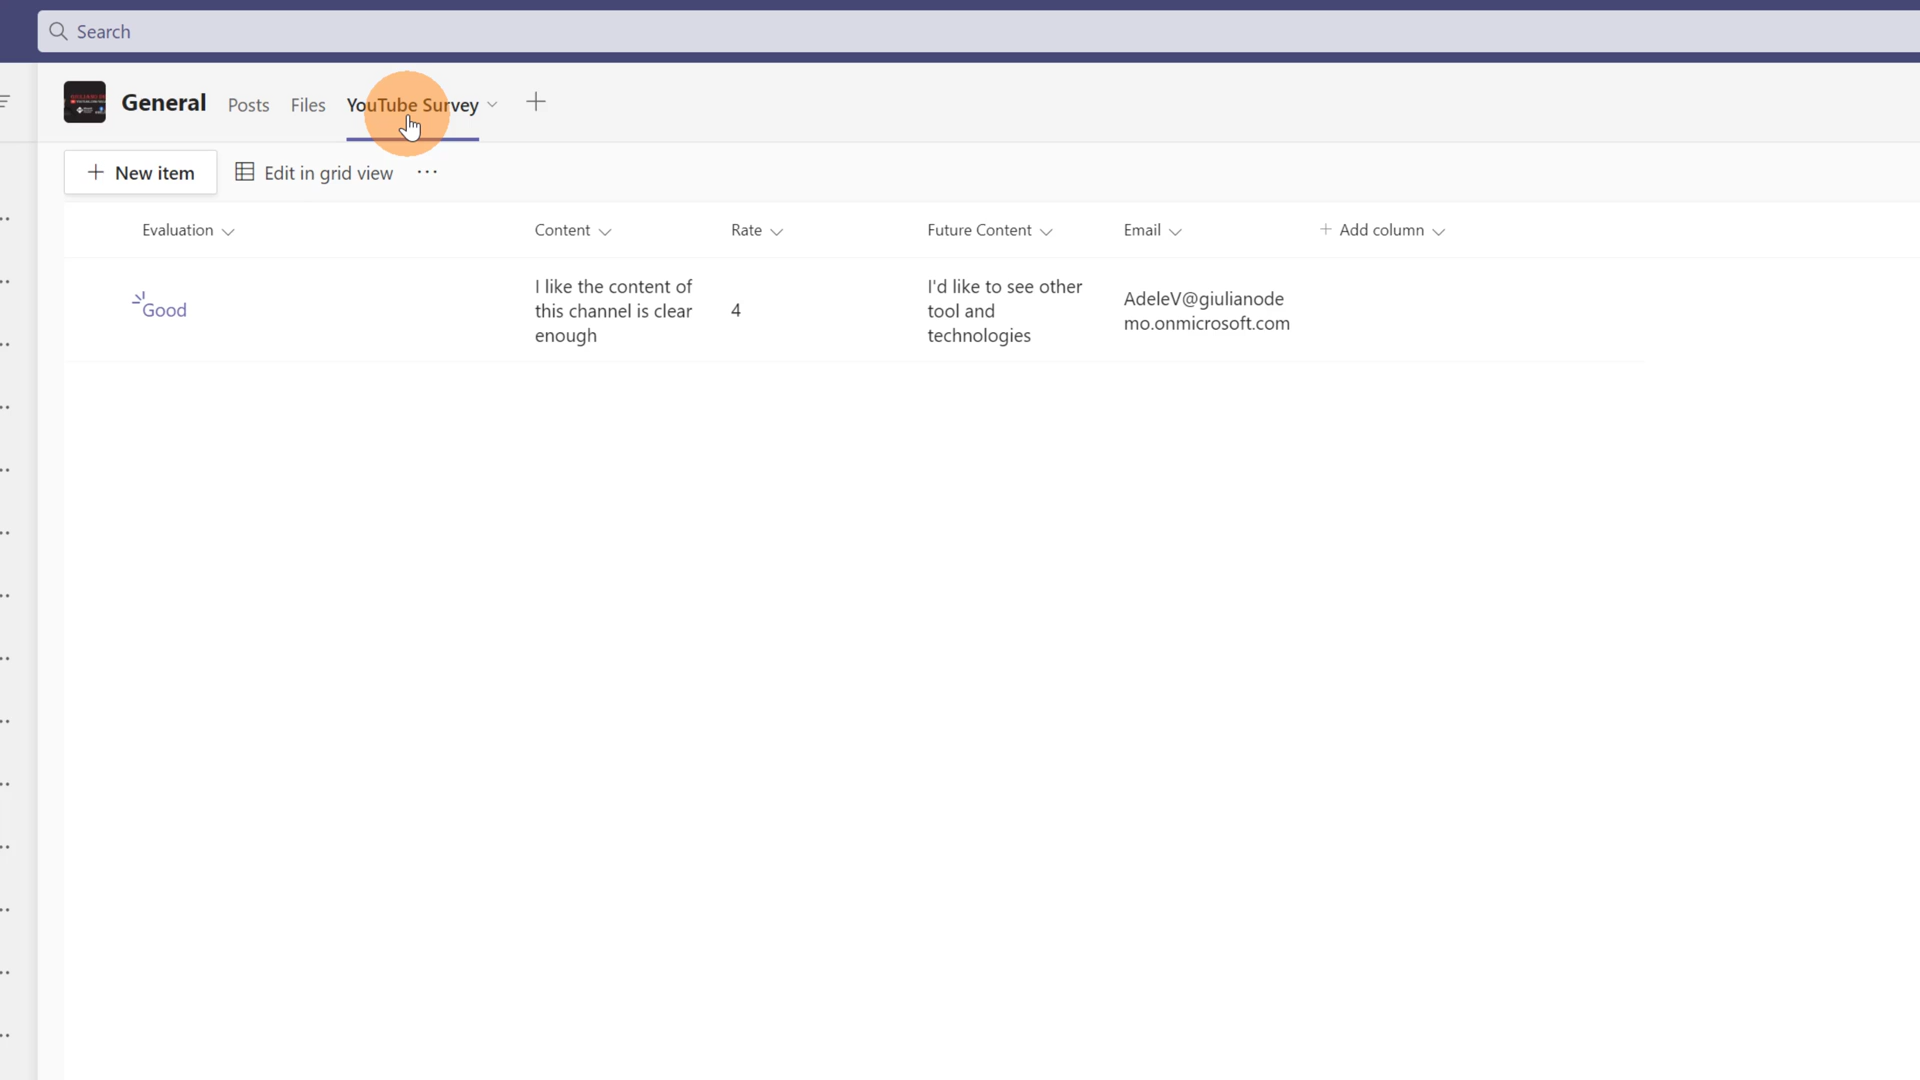 Search
General Posts Files YouTube Survey
New item Edit in grid view ...
Evaluation Content Rate Future Content Email + Add column
Good
I like the content of
this channel is clear
enough
4
I'd like to see other
tool and
technologies
AdeleV@giulianode
mo.onmicrosoft.com